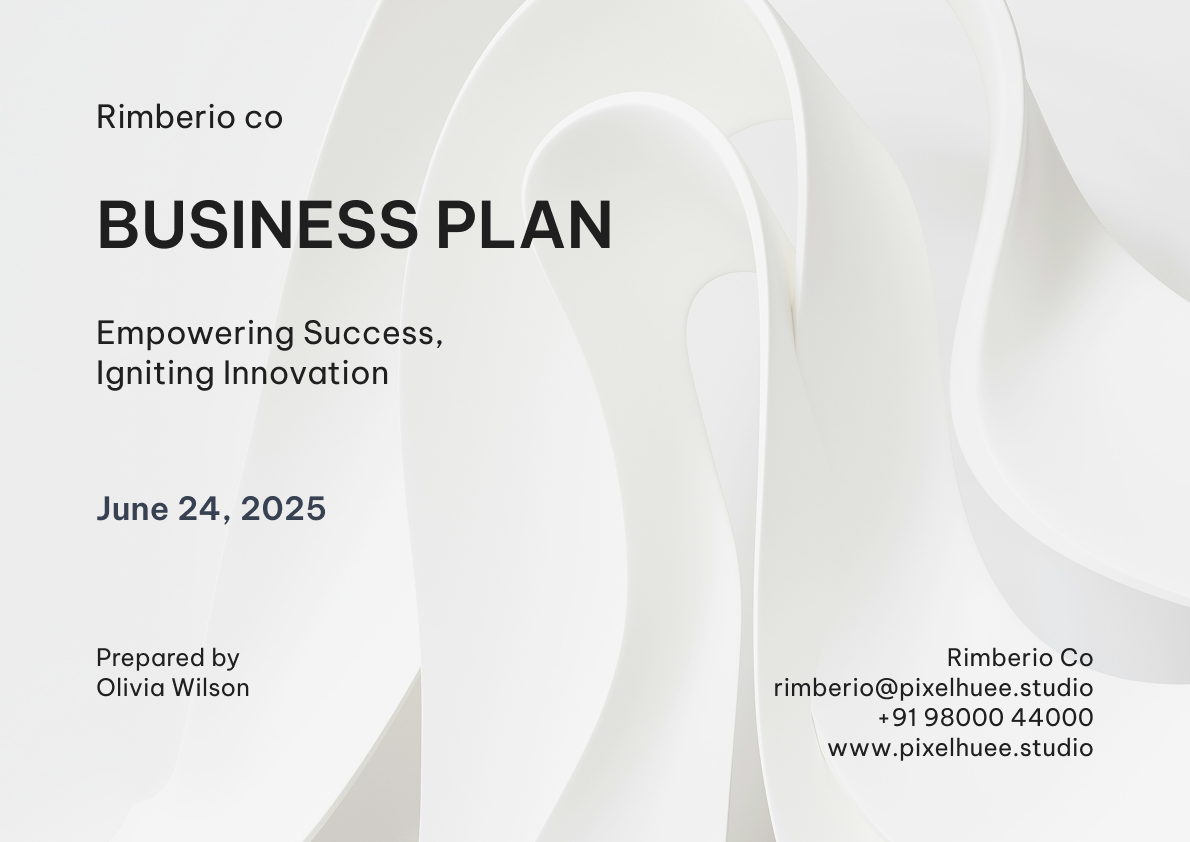 Rimberio co
BUSINESS PLAN
Empowering Success,
Igniting Innovation
June 24, 2025
Prepared by
Olivia Wilson
Rimberio Co
rimberio@pixelhuee.studio
+91 98000 44000
www.pixelhuee.studio